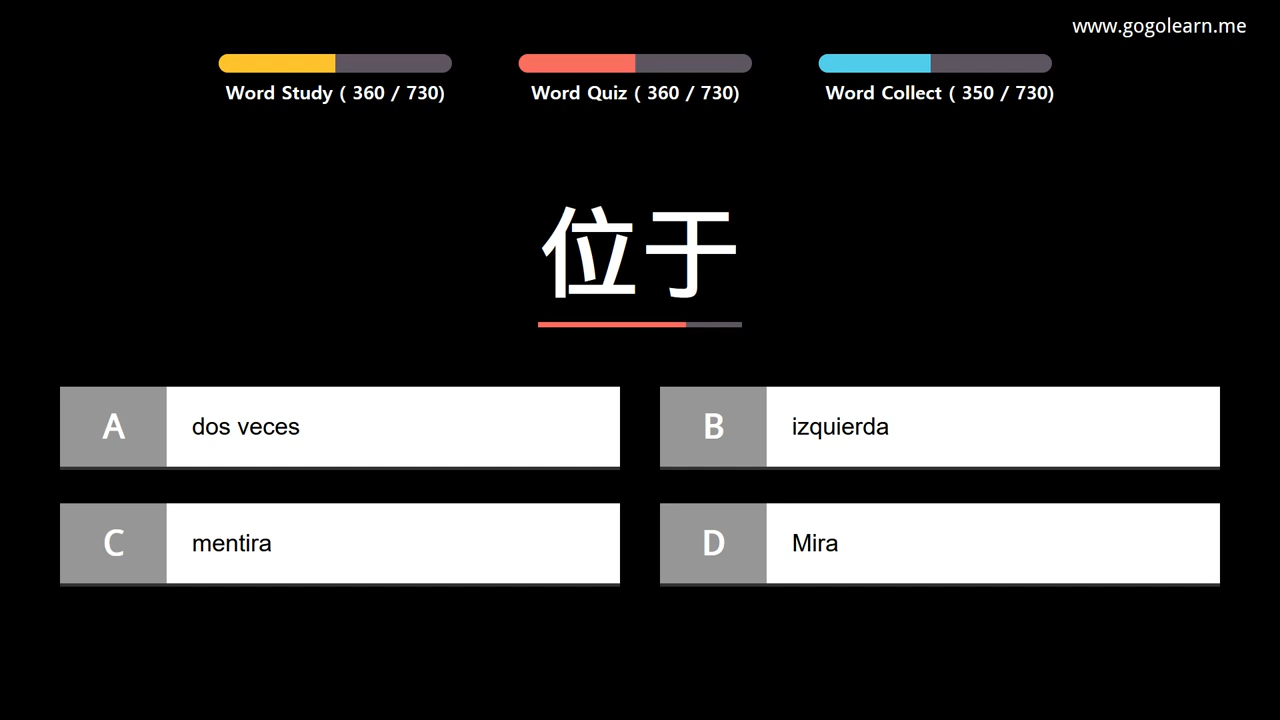 www.gogolearn.me
Word Study ( 360 / 730)
Word Quiz ( 360 / 730)
Word Collect ( 350 / 730)
位于
A dos veces
B izquierda
C mentira
D Mira